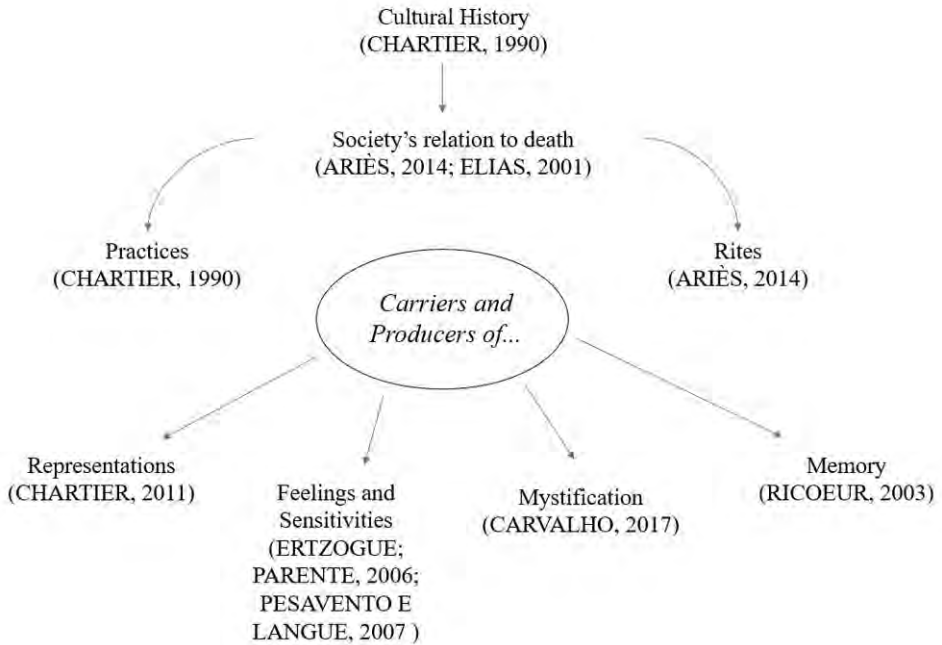 Cultural History
(CHARTIER, 1990)
Society's relation to death
(ARIÈS, 2014; ELIAS, 2001)
Practices
(CHARTIER, 1990)
Rites
(ARIÈS, 2014)
Carriers and
Producers of...
Representations
(CHARTIER, 2011)
Feelings and
Sensitivities
(ERTZOGUE;
PARENTE, 2006;
PESAVENTO E
LANGUE, 2007 )
Mystification
(CARVALHO, 2017)
Memory
(RICOEUR, 2003)